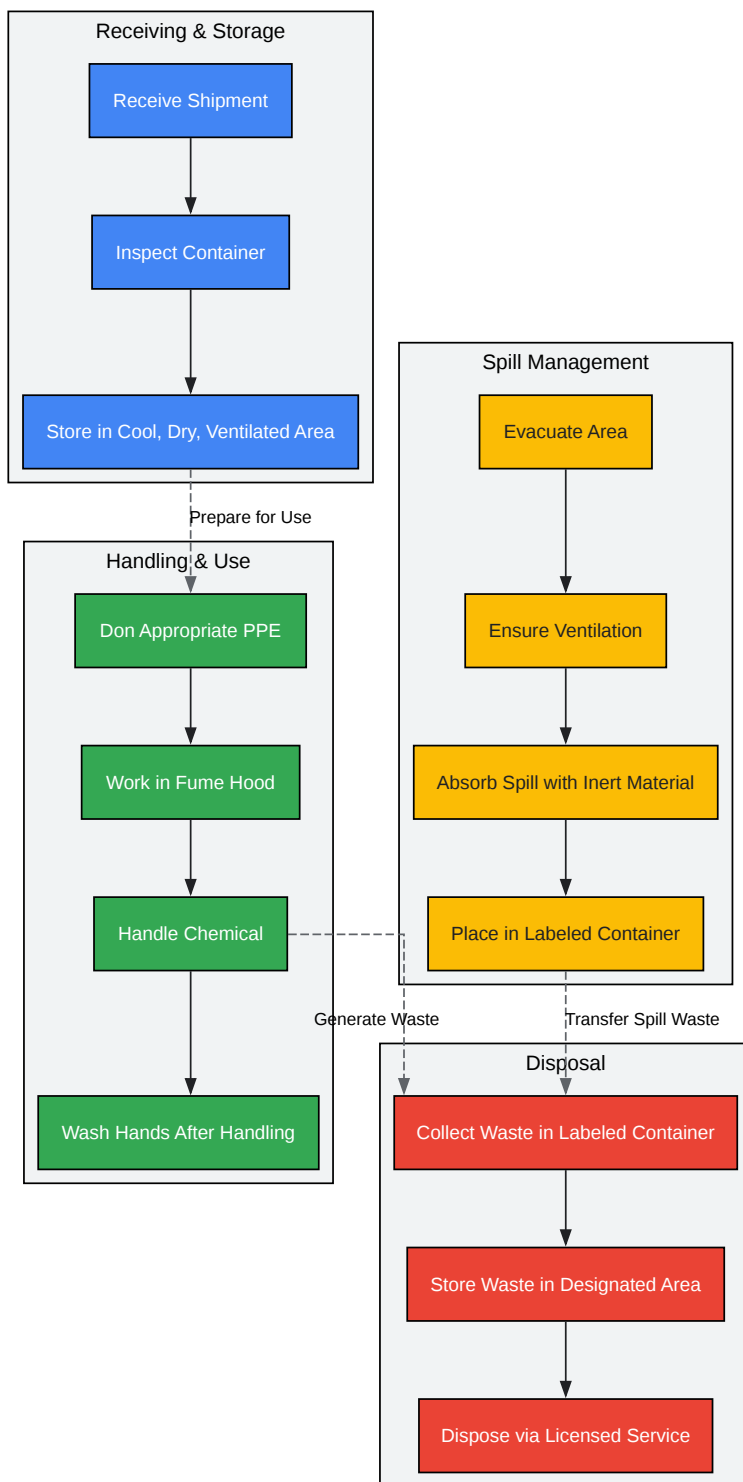 Receiving & Storage
Receive Shipment
Inspect Container
Store in Cool, Dry, Ventilated Area
Prepare for Use
Handling & Use
Don Appropriate PPE
Work in Fume Hood
Handle Chemical
Generate Waste
Wash Hands After Handling
Spill Management
Evacuate Area
Ensure Ventilation
Absorb Spill with Inert Material
Place in Labeled Container
Transfer Spill Waste
Disposal
Collect Waste in Labeled Container
Store Waste in Designated Area
Dispose via Licensed Service